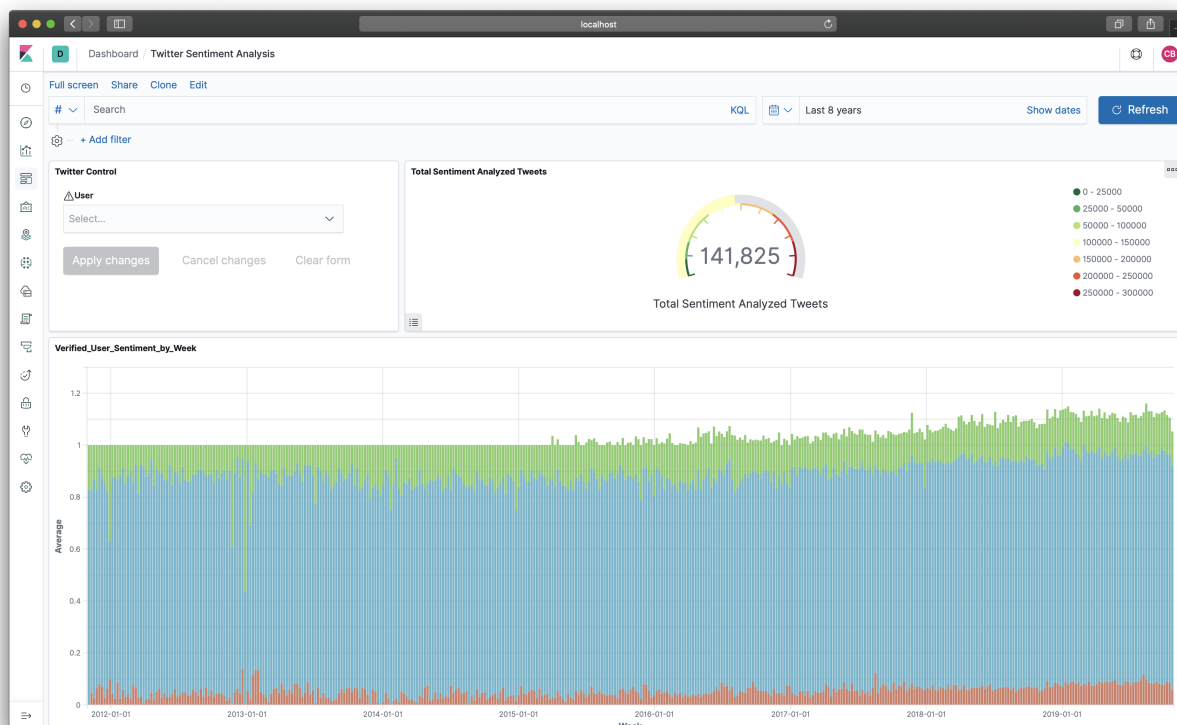 localhost
D Dashboard / Twitter Sentiment Analysis CB
Full screen Share Clone Edit
# Search KQL Last 8 years Show dates Refresh
+ Add filter
Twitter Control
User
Select...
Apply changes Cancel changes Clear form
Total Sentiment Analyzed Tweets
141,825
Total Sentiment Analyzed Tweets
0 - 25000
25000 - 50000
50000 - 100000
100000 - 150000
150000 - 200000
200000 - 250000
250000 - 300000
Verified_User_Sentiment_by_Week
Average
1.2
1
0.8
0.6
0.4
0.2
0
2012-01-01 2013-01-01 2014-01-01 2015-01-01 2016-01-01 2017-01-01 2018-01-01 2019-01-01
Week